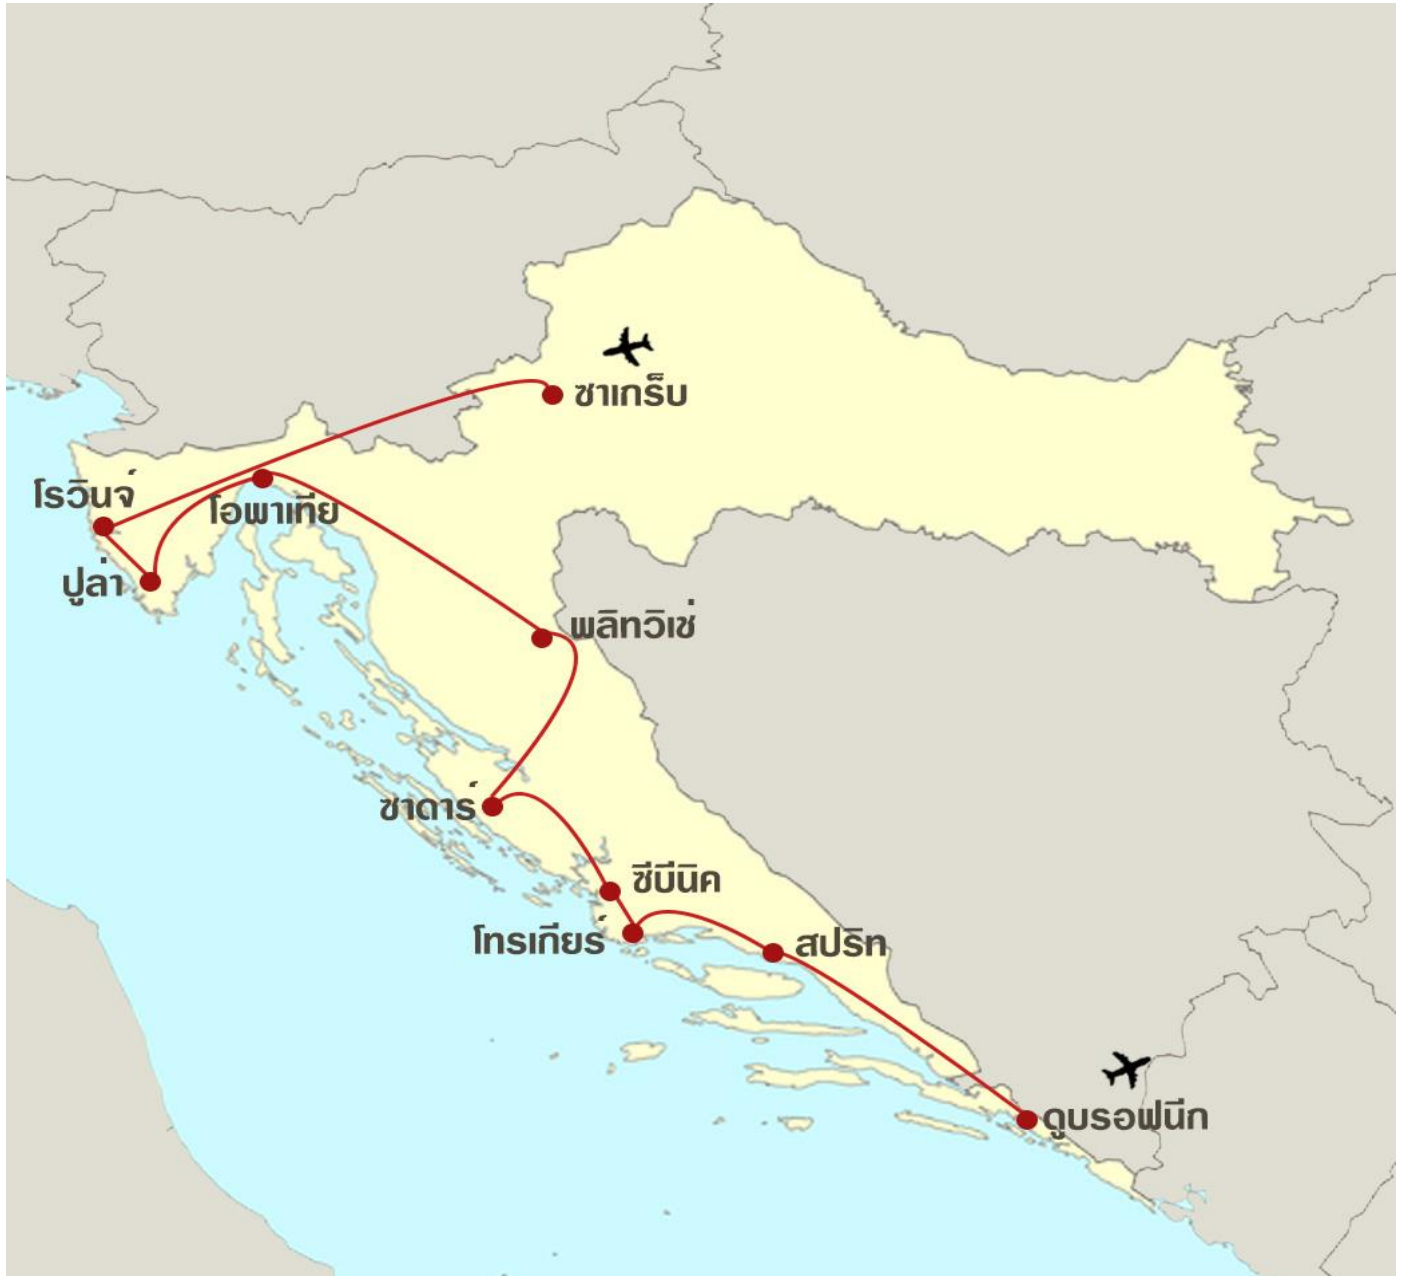 ซาเกร็บ
โรวินจ์
โอพาเทีย
ปูล่า
พลิทวิเช่
ซาดาร์
ซีบีนิค
โทรเกียร์
สปริท
ดูบรอฟนีก